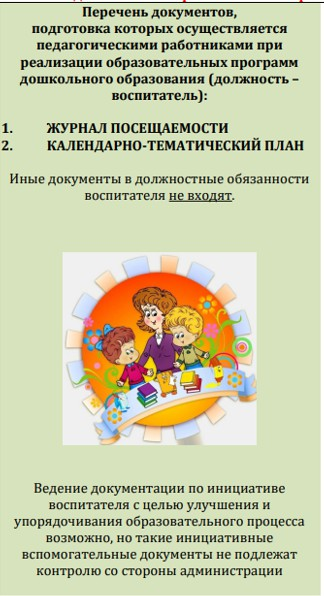 Перечень документов,
подготовка которых осуществляется
педагогическими работниками при
реализации образовательных программ
дошкольного образования (должность –
воспитатель):
1. ЖУРНАЛ ПОСЕЩАЕМОСТИ
2. КАЛЕНДАРНО-ТЕМАТИЧЕСКИЙ ПЛАН
Иные документы в должностные обязанности
воспитателя не входят.
Ведение документации по инициативе
воспитателя с целью улучшения и
упорядочивания образовательного процесса
возможно, но такие инициативные
вспомогательные документы не подлежат
контролю со стороны администрации